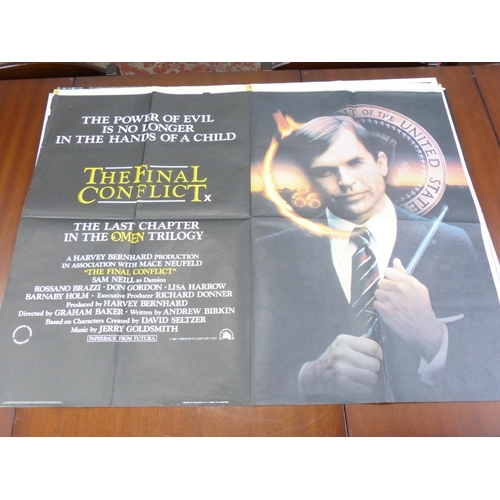 THE POWER OF EVIL
IS NO LONGER
IN THE HANDS OF A CHILD
THE FINAL
CONFLICT X
THE LAST CHAPTER
IN THE OMEN TRILOGY
A HARVEY BERNHARD PRODUCTION
IN ASSOCIATION WITH MACE NEUFELD
"THE FINAL CONFLICT"
SAM NEILL as Damien
ROSSANO BRAZZI · DON GORDON · LISA HARROW
BARNABY HOLM · Executive Producer RICHARD DONNER
Produced by HARVEY BERNHARD
Directed by GRAHAM BAKER · Written by ANDREW BIRKIN
Based on Characters Created by DAVID SELTZER
Music by JERRY GOLDSMITH
PAPERBACK FROM FUTURA
T OF THE UNITED STATE